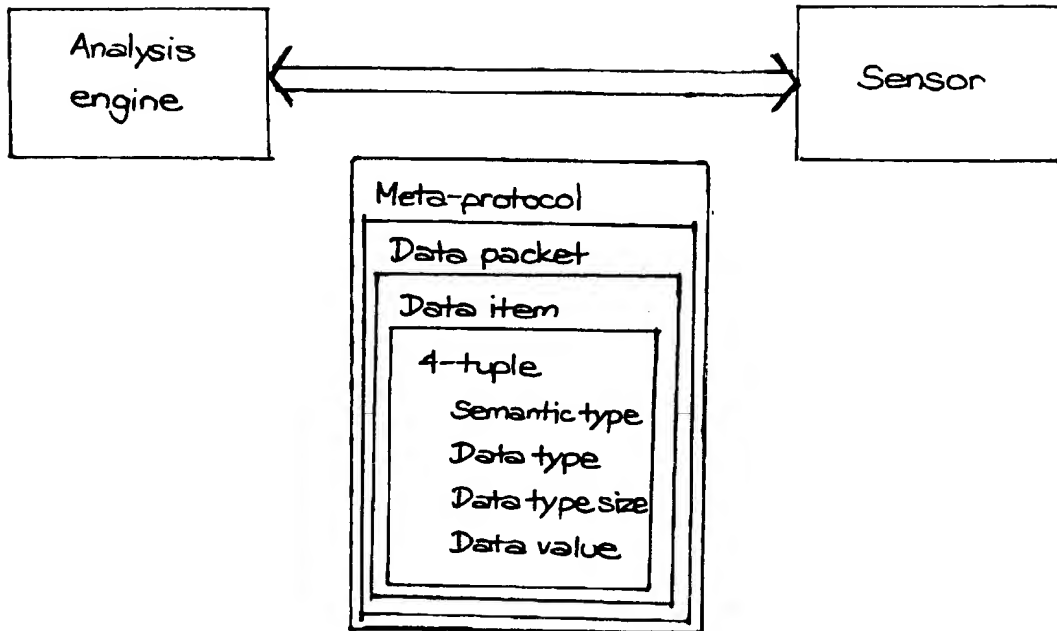 Analysis
engine
Sensor
Meta-protocol
Data packet
Data item
4-tuple
Semantic type
Data type
Data type size
Data value